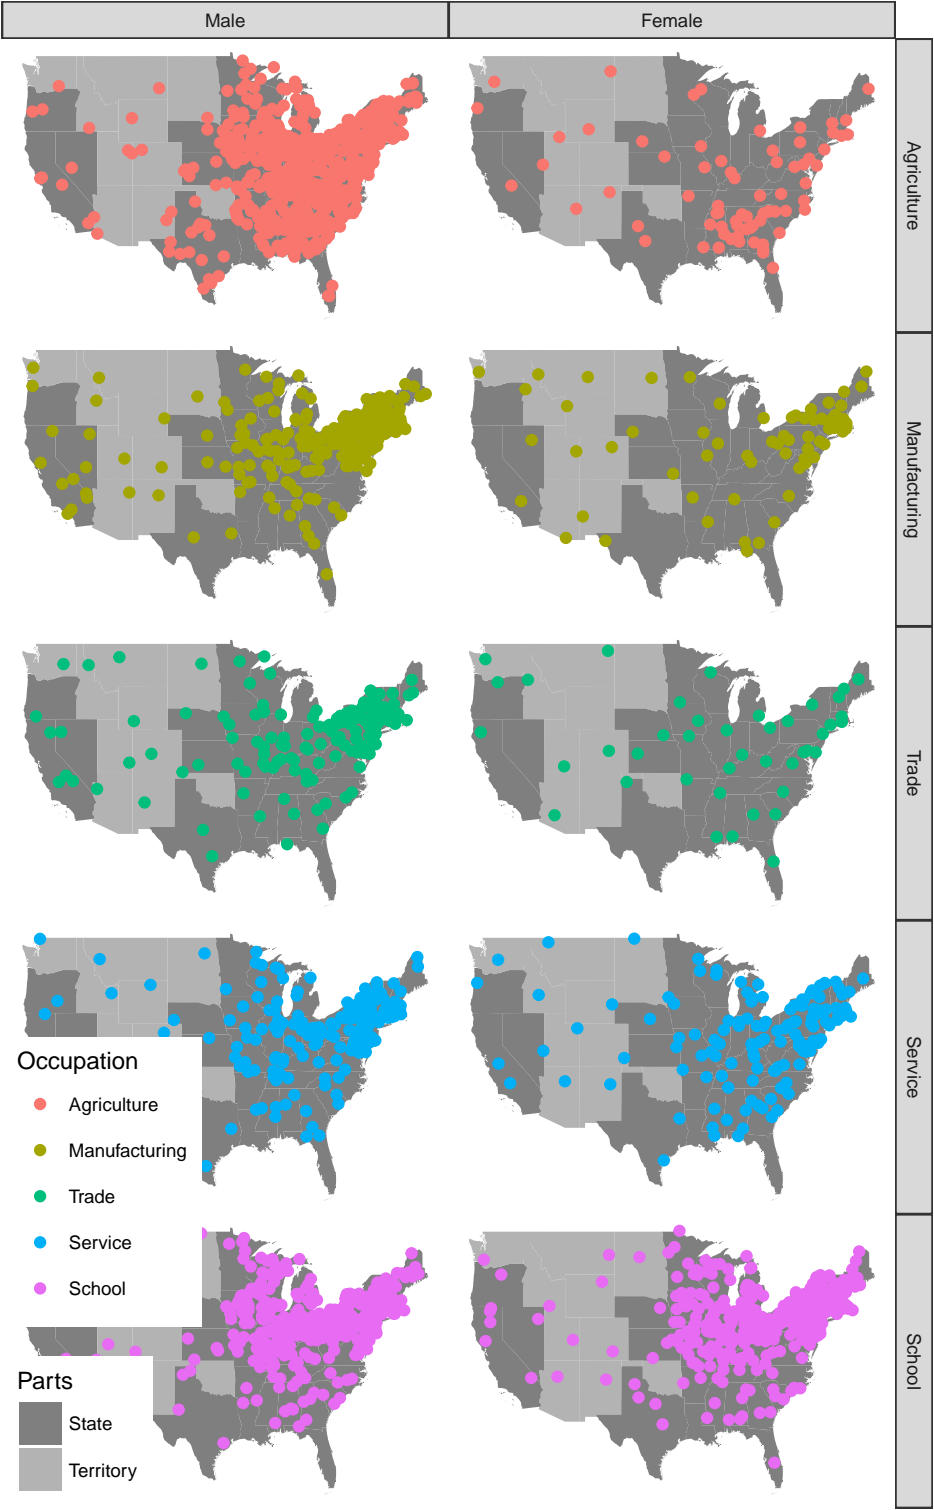 Male
Female
Agriculture
Manufacturing
Trade
Service
School
Occupation
Agriculture
Manufacturing
Trade
Service
School
Parts
State
Territory